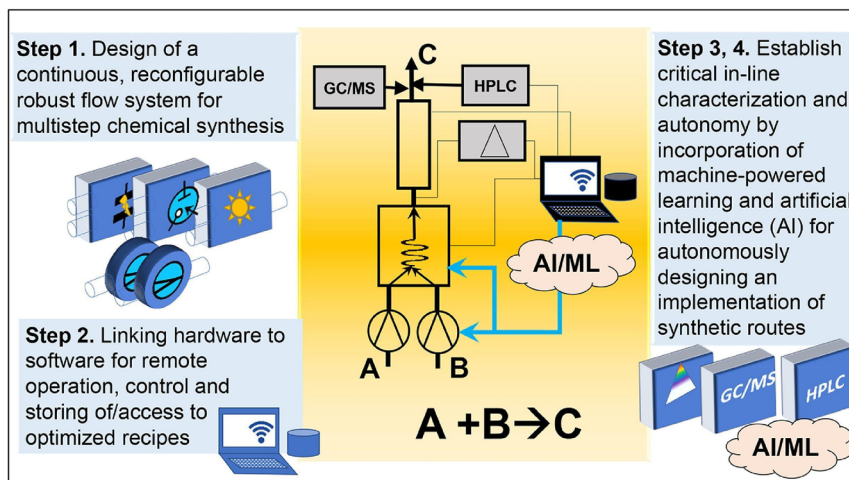 Step 1. Design of a
continuous, reconfigurable
robust flow system for
multistep chemical synthesis
Step 2. Linking hardware to
software for remote
operation, control and
storing of/access to
optimized recipes
C
GC/MS
HPLC
AI/ML
A
B
A +B→C
Step 3, 4. Establish
critical in-line
characterization and
autonomy by
incorporation of
machine-powered
learning and artificial
intelligence (AI) for
autonomously
designing an
implementation of
synthetic routes
GC/MS
HPLC
AI/ML